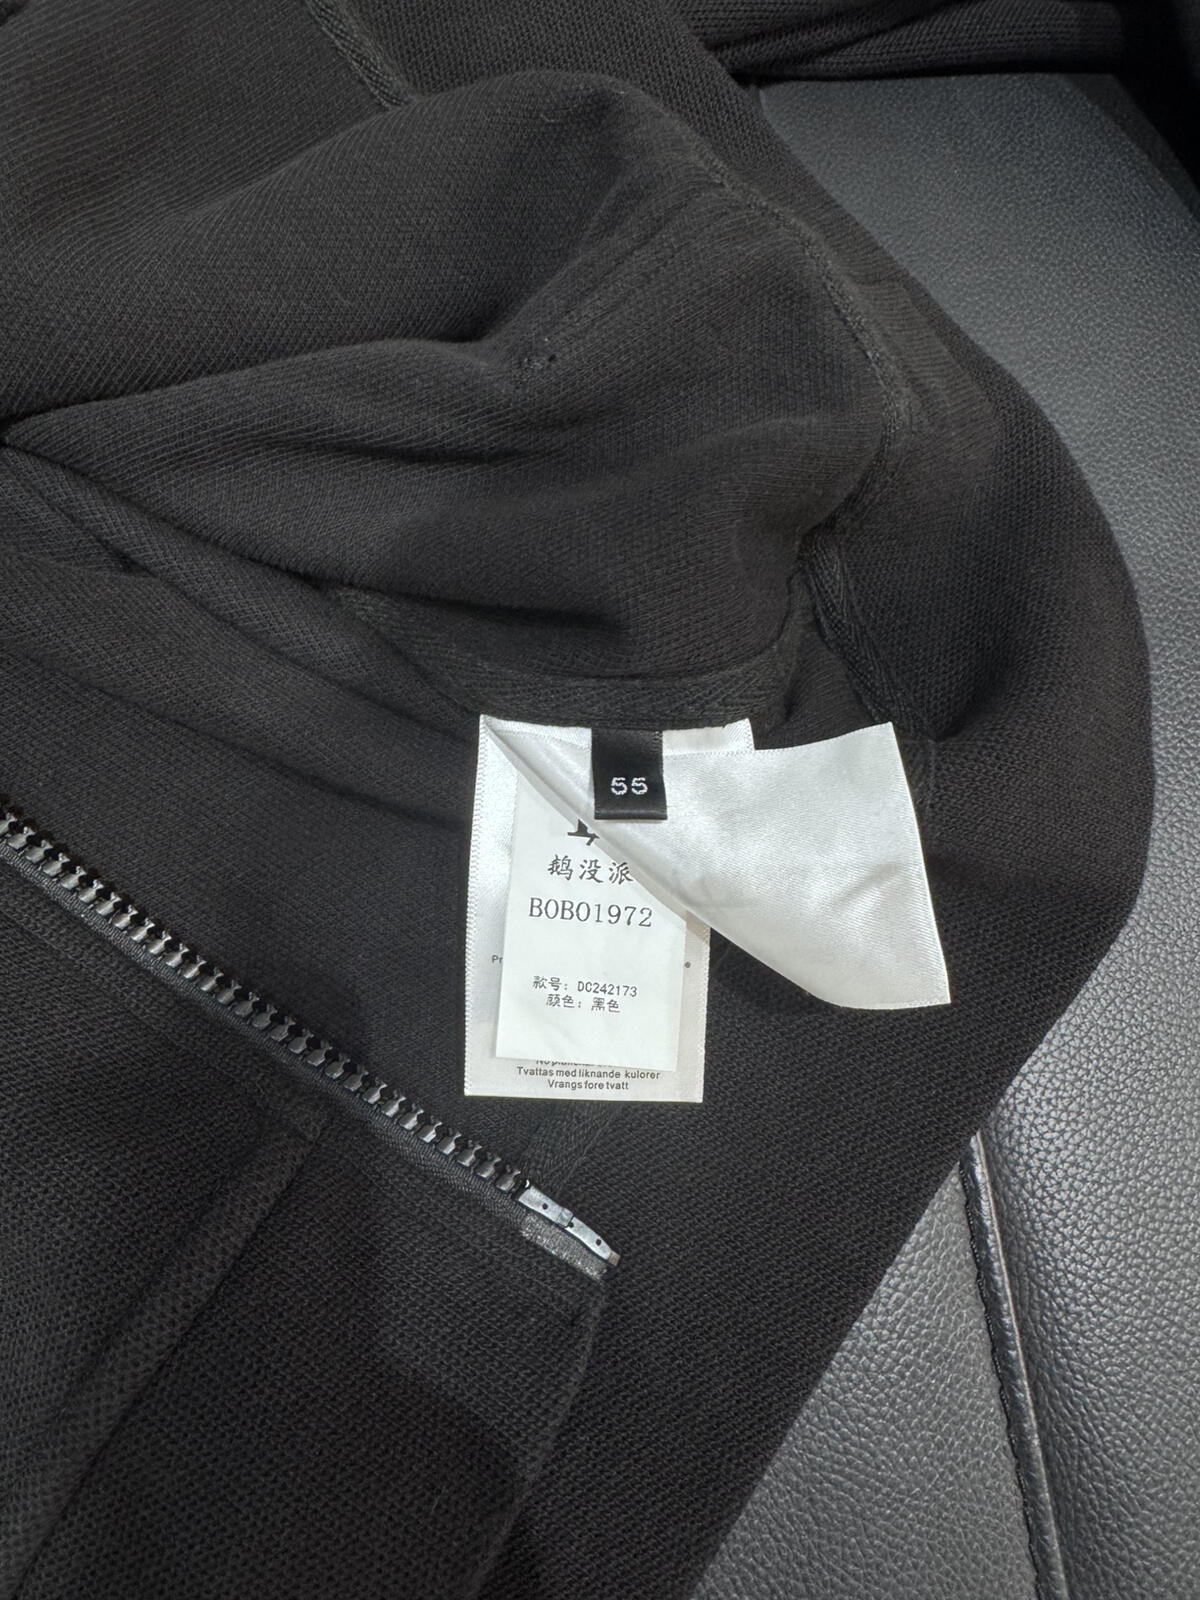 55
鹅没派
BOBO1972
款号: DC242173
颜色: 黑色
Tvattas med liknande kulorer
Vrangs fore tvatt